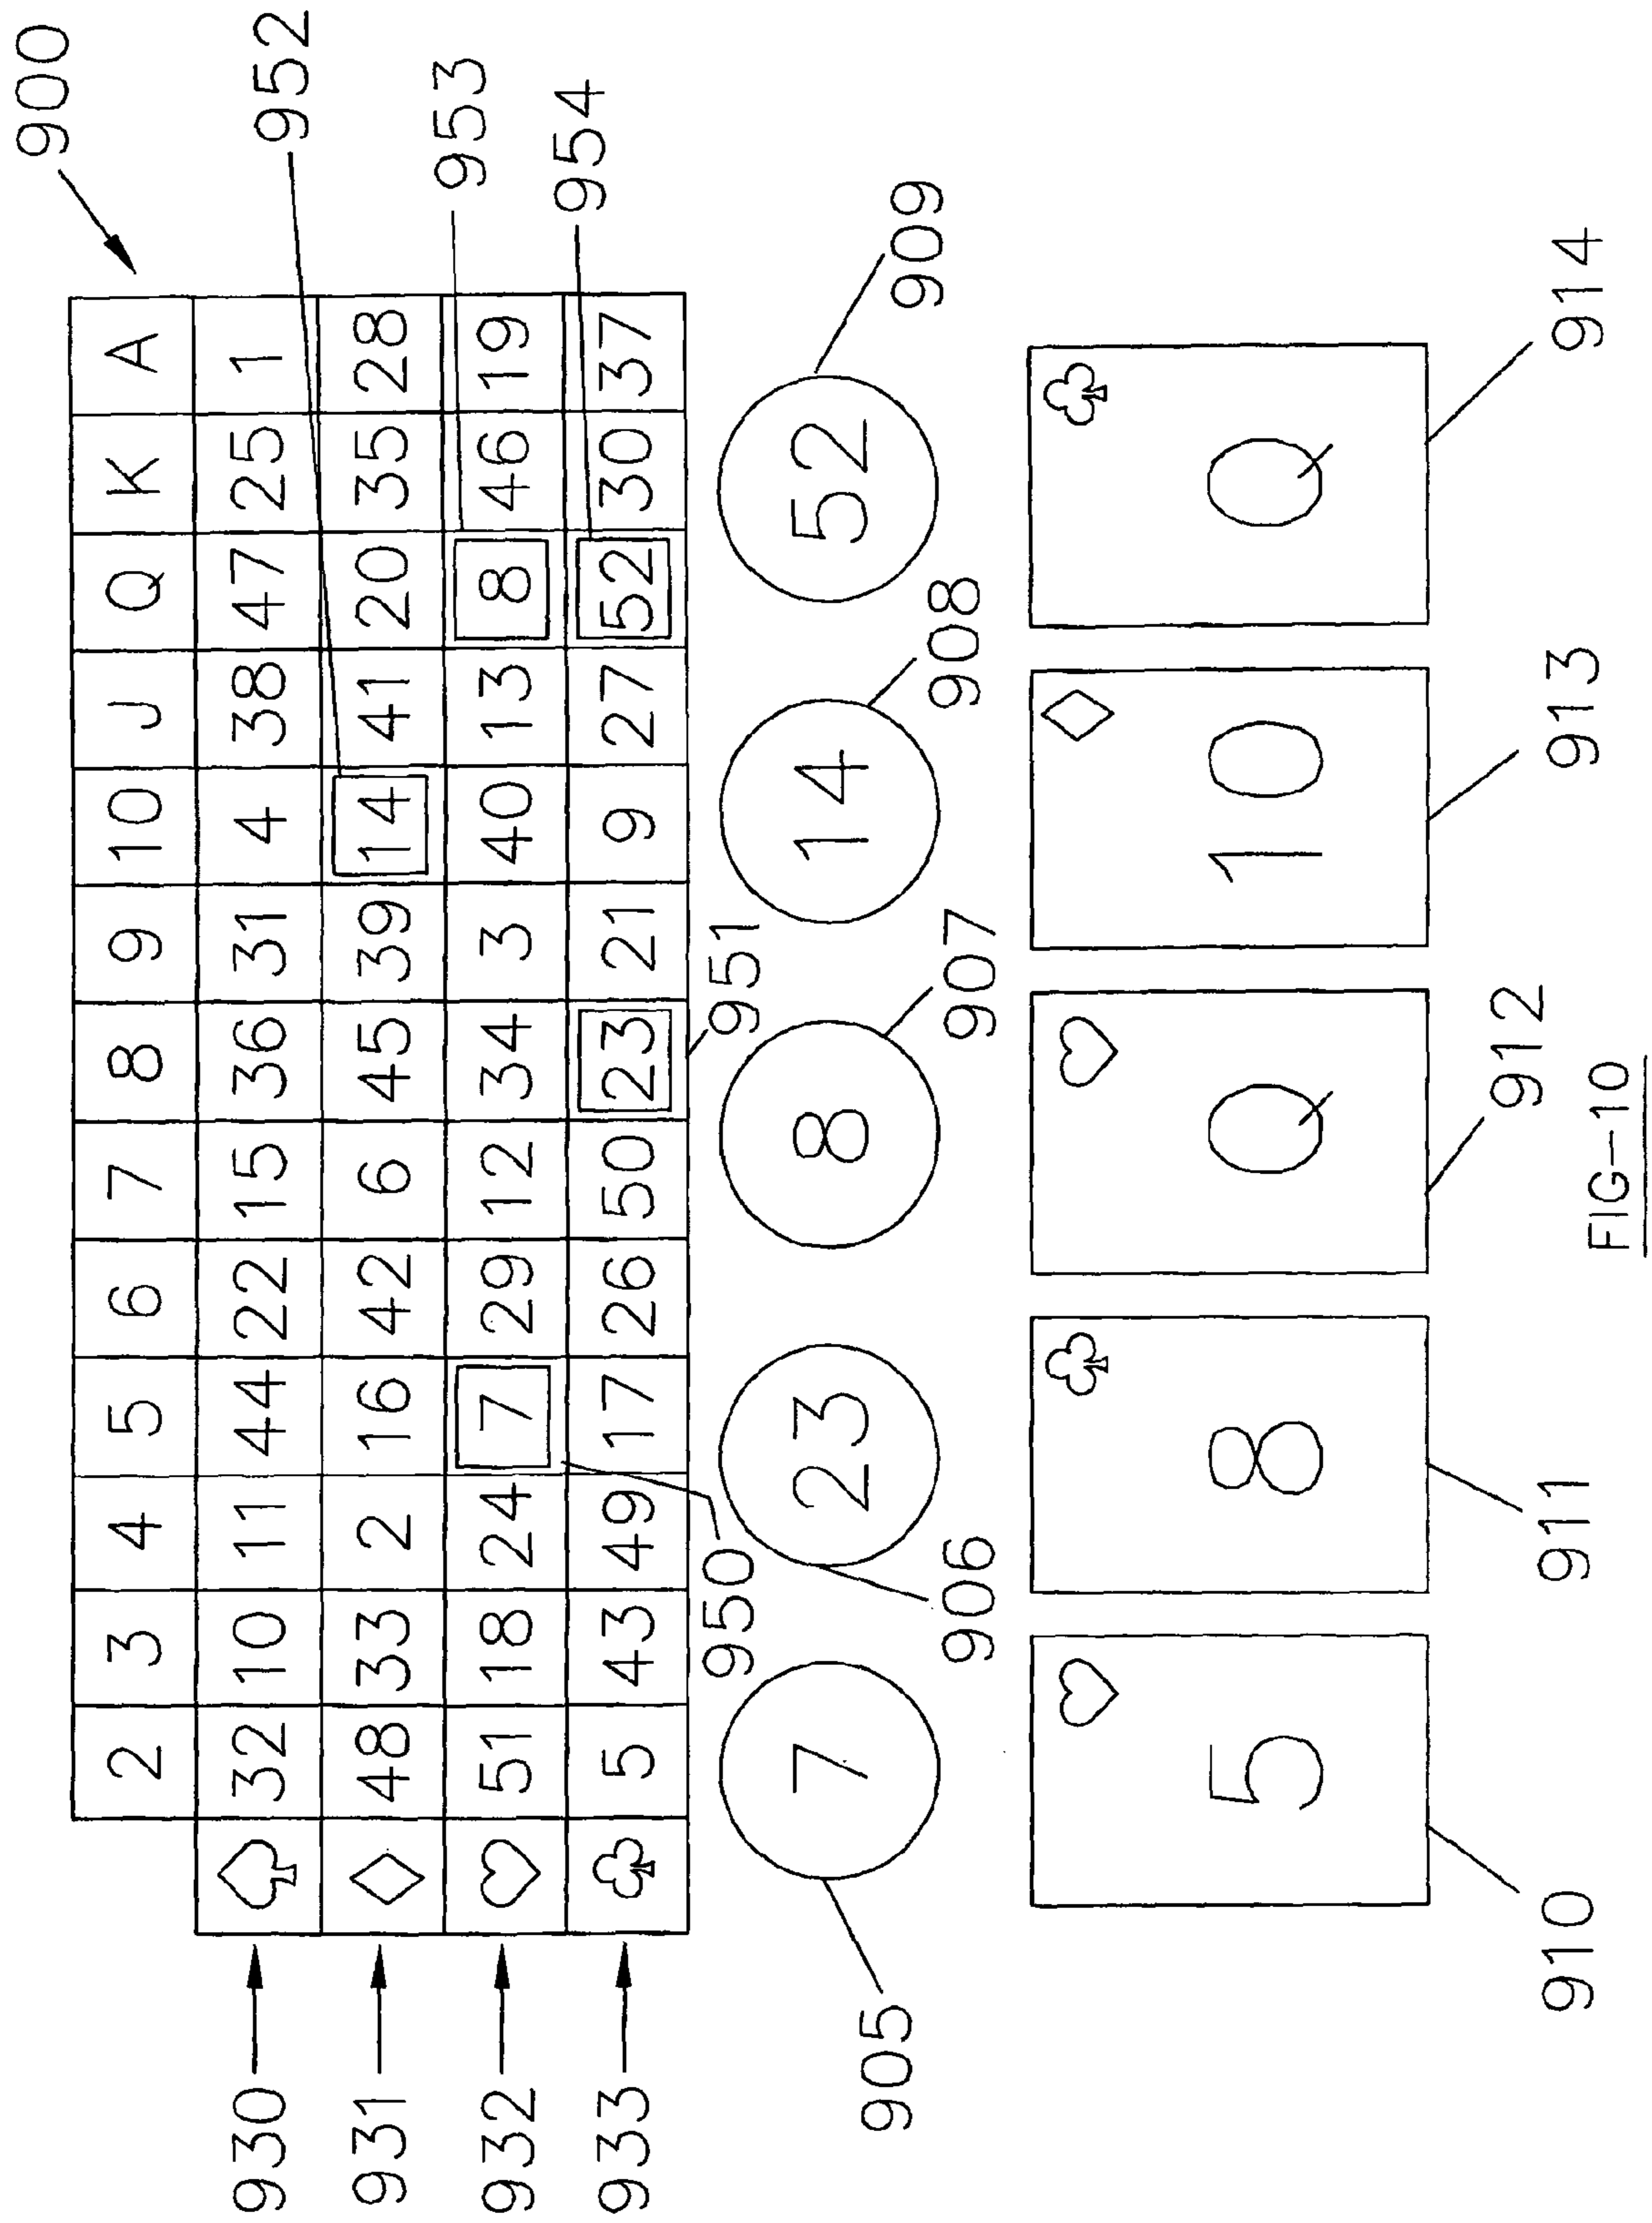 900
952
953
954
2 3 4 5 6 7 8 9 10 J Q K A
930 ♤ 32 10 11 44 22 15 36 31 4 38 47 25 1
931 ♢ 48 33 2 16 42 6 45 39 14 41 20 35 28
932 ♡ 51 18 24 7 29 12 34 3 40 13 8 46 19
933 ♧ 5 43 49 17 26 50 23 21 9 27 52 30 37
950 951
7 23 8 14 52
905 906 907 908 909
5 ♡ 8 ♧ Q ♡ 10 ♢ Q ♧
910 911 912 913 914
FIG-10